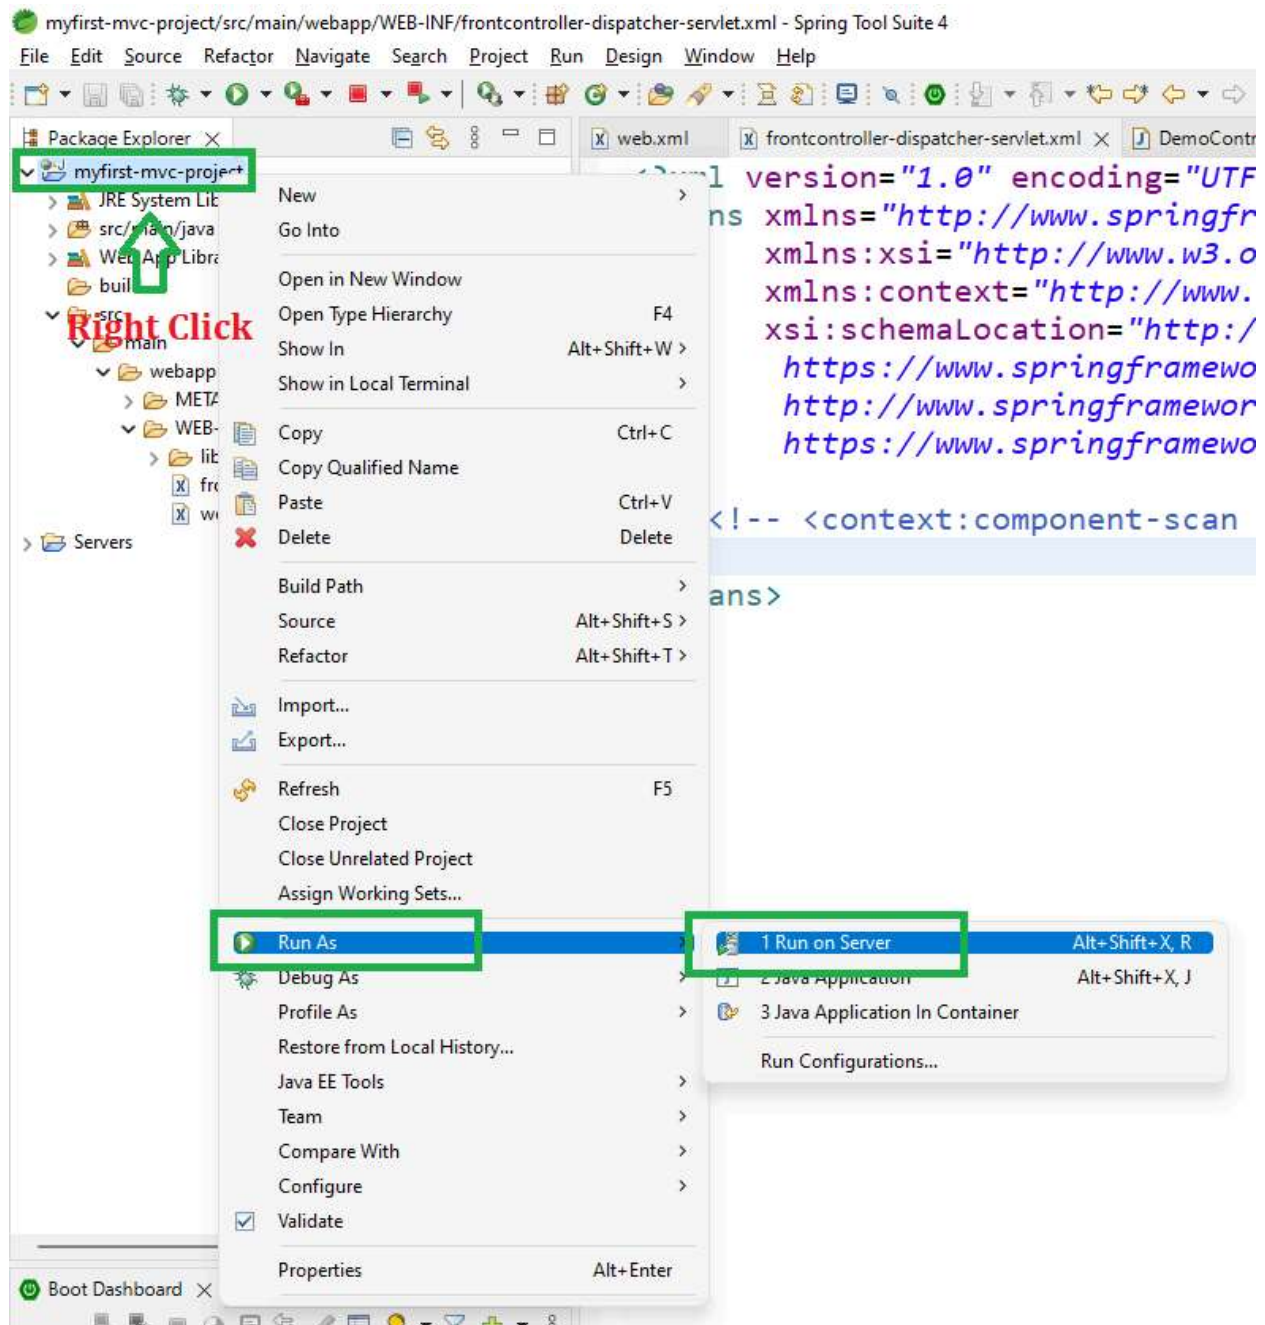 myfirst-mvc-project/src/main/webapp/WEB-INF/frontcontroller-dispatcher-servlet.xml - Spring Tool Suite 4
File Edit Source Refactor Navigate Search Project Run Design Window Help
Package Explorer
web.xml
frontcontroller-dispatcher-servlet.xml
DemoContr
myfirst-mvc-project
JRE System Lib
src/main/java
Web App Libra
src
main
webapp
META
WEB-
lib
Servers
Right Click
version="1.0" encoding="UTF
ns xmlns="http://www.springfr
xmlns:xsi="http://www.w3.o
xmlns:context="http://www.
xsi:schemaLocation="http:/
https://www.springframewo
http://www.springframewor
https://www.springframewo
<!-- <context:component-scan
ans>
New
Go Into
Open in New Window
Open Type Hierarchy F4
Show In Alt+Shift+W
Show in Local Terminal
Copy Ctrl+C
Copy Qualified Name
Paste Ctrl+V
Delete Delete
Build Path
Source Alt+Shift+S
Refactor Alt+Shift+T
Import...
Export...
Refresh F5
Close Project
Close Unrelated Project
Assign Working Sets...
Run As
Debug As
Profile As
Restore from Local History...
Java EE Tools
Team
Compare With
Configure
Validate
Properties Alt+Enter
1 Run on Server Alt+Shift+X, R
2 Java Application Alt+Shift+X, J
3 Java Application In Container
Run Configurations...
Boot Dashboard